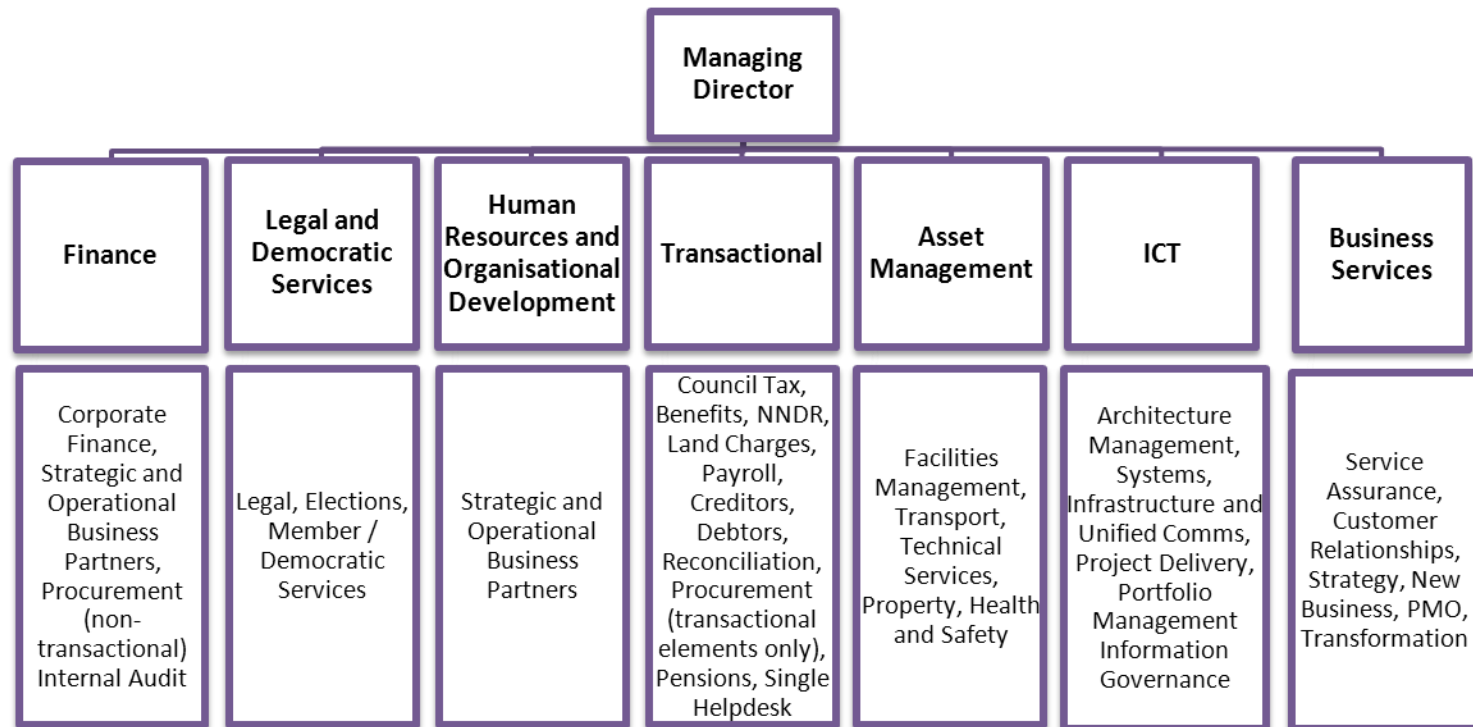 Managing
Director
Finance
Legal and
Democratic
Services
Human
Resources and
Organisational
Development
Transactional
Asset
Management
ICT
Business
Services
Corporate
Finance,
Strategic and
Operational
Business
Partners,
Procurement
(non-
transactional)
Internal Audit
Legal, Elections,
Member /
Democratic
Services
Strategic and
Operational
Business
Partners
Council Tax,
Benefits, NNDR,
Land Charges,
Payroll,
Creditors,
Debtors,
Reconciliation,
Procurement
(transactional
elements only),
Pensions, Single
Helpdesk
Facilities
Management,
Transport,
Technical
Services,
Property, Health
and Safety
Architecture
Management,
Systems,
Infrastructure and
Unified Comms,
Project Delivery,
Portfolio
Management
Information
Governance
Service
Assurance,
Customer
Relationships,
Strategy, New
Business, PMO,
Transformation